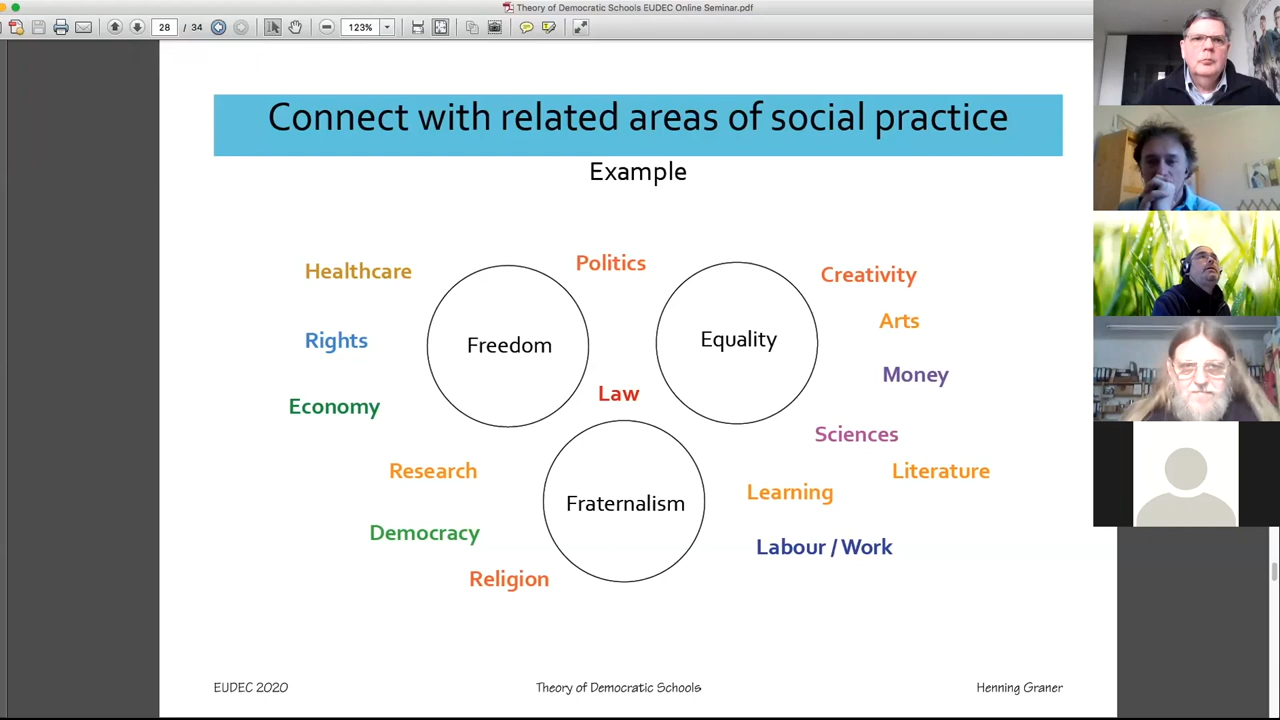 Theory of Democratic Schools EUDEC Online Seminar.pdf
28 / 34 123%
Connect with related areas of social practice
Example
Healthcare
Politics
Creativity
Arts
Rights
Freedom
Equality
Money
Economy
Law
Sciences
Research
Literature
Learning
Fraternalism
Democracy
Labour / Work
Religion
EUDEC 2020
Theory of Democratic Schools
Henning Graner